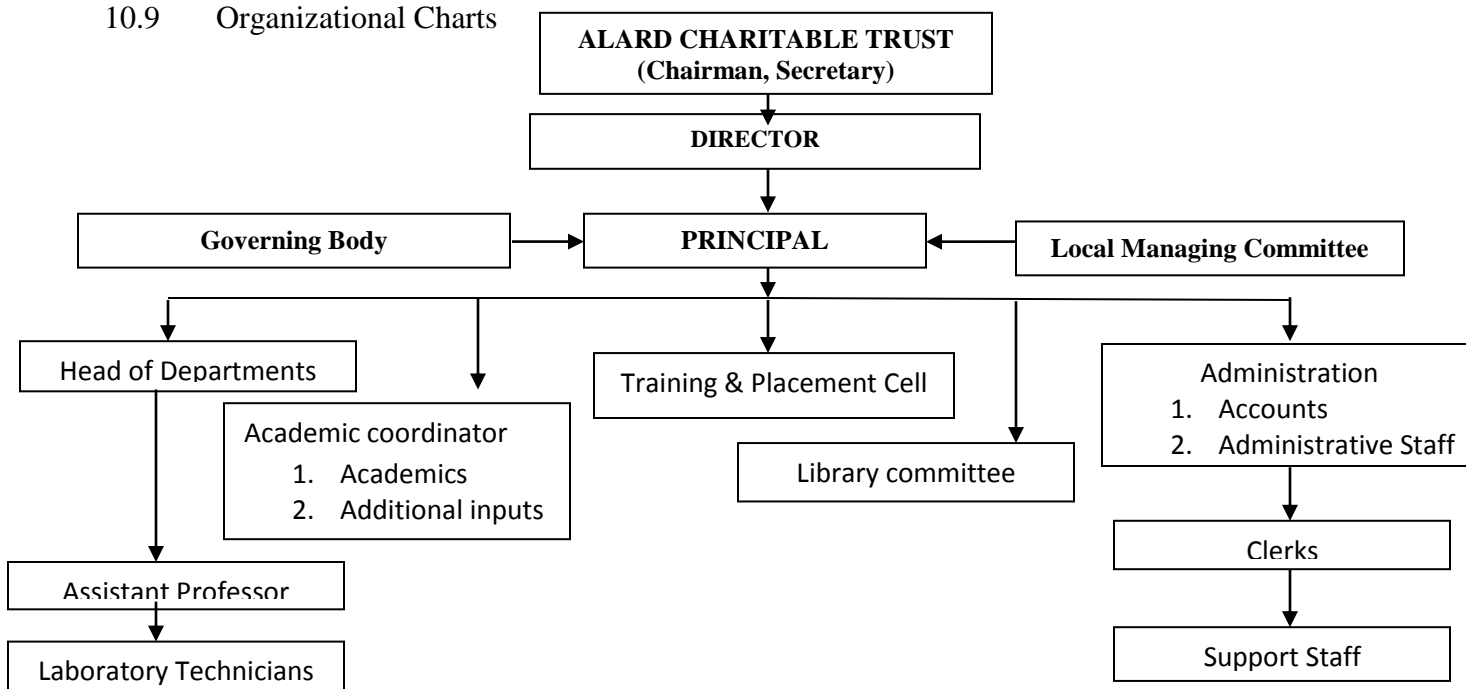 10.9 Organizational Charts
ALARD CHARITABLE TRUST
(Chairman, Secretary)
DIRECTOR
Governing Body
PRINCIPAL
Local Managing Committee
Head of Departments
Academic coordinator
1. Academics
2. Additional inputs
Training & Placement Cell
Library committee
Administration
1. Accounts
2. Administrative Staff
Assistant Professor
Laboratory Technicians
Clerks
Support Staff